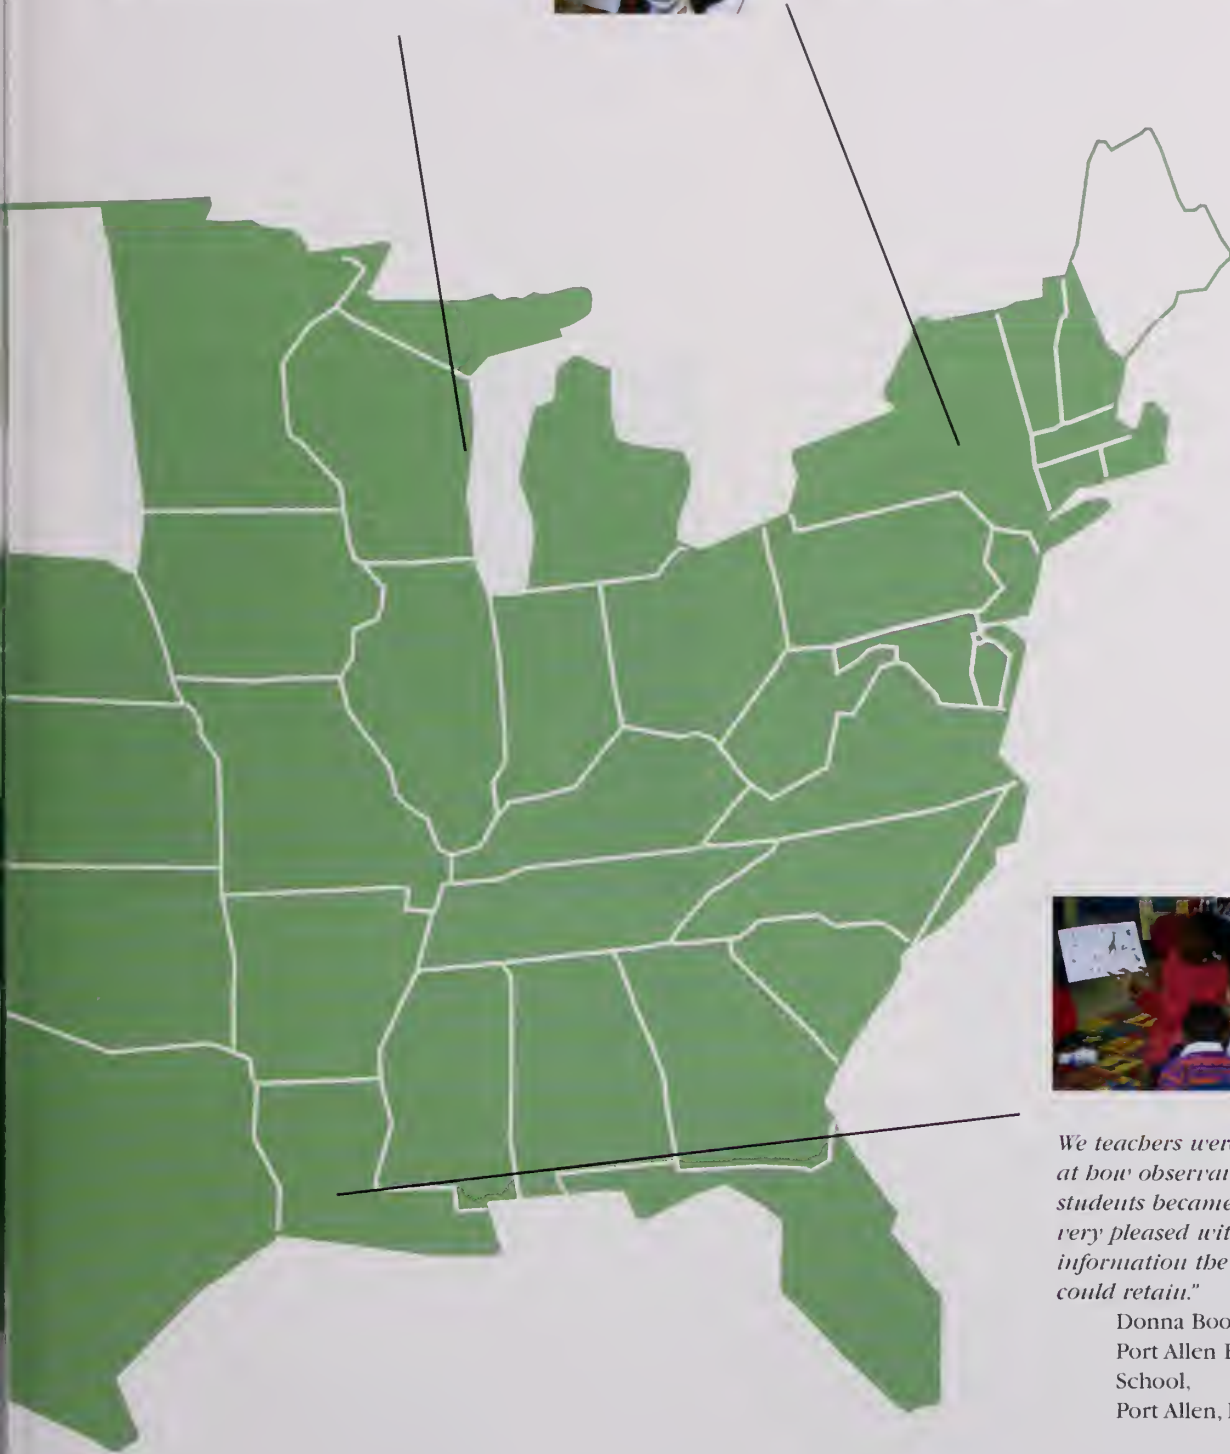 We teachers wer
at how observa
students became
very pleased wit
information the
could retain."
Donna Boo
Port Allen E
School,
Port Allen,